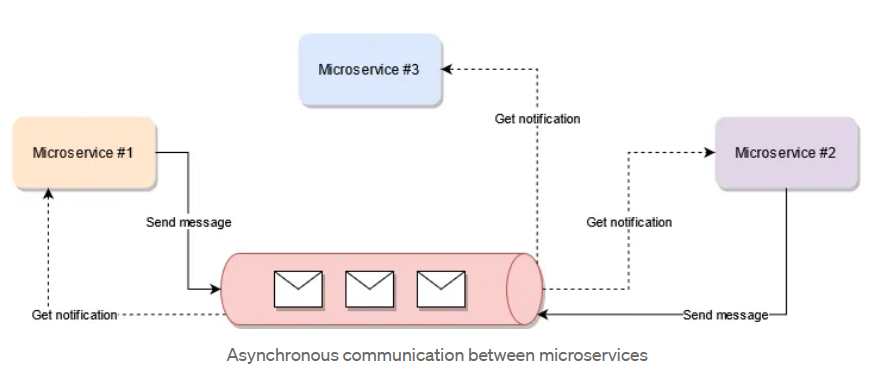 Microservice #3
Get notification
Microservice #1
Microservice #2
Send message
Get notification
Get notification
Send message
Asynchronous communication between microservices